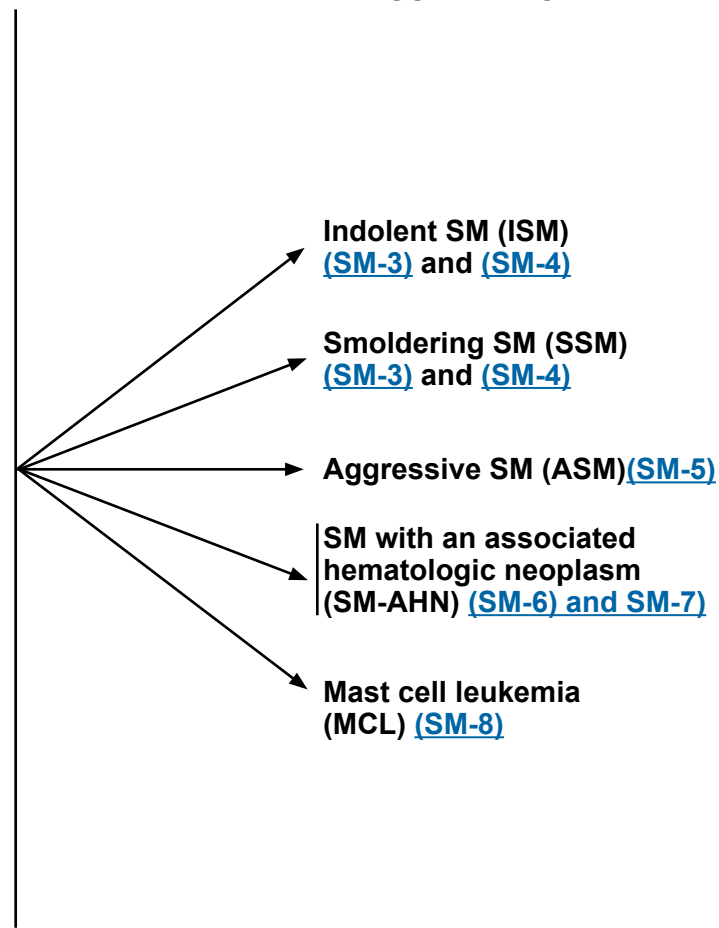 Indolent SM (ISM)
(SM-3) and (SM-4)
Smoldering SM (SSM)
(SM-3) and (SM-4)
Aggressive SM (ASM)(SM-5)
SM with an associated
hematologic neoplasm
(SM-AHN) (SM-6) and SM-7)
Mast cell leukemia
(MCL) (SM-8)